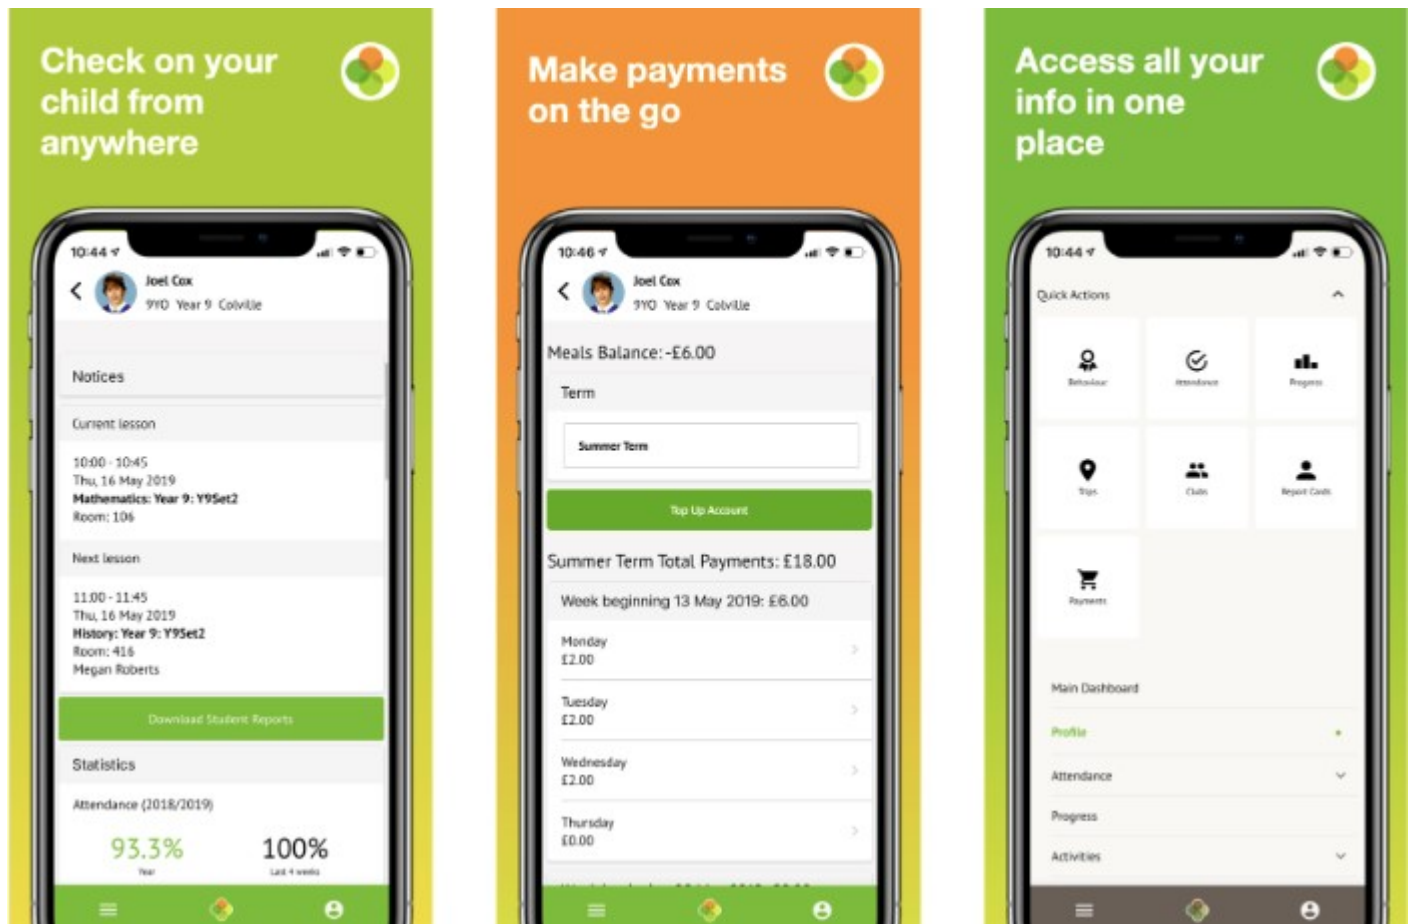 Check on your
child from
anywhere
10:44
Joel Cox
9YO Year 9 Colville
Notices
Current lesson
10:00 - 10:45
Thu, 16 May 2019
Mathematics: Year 9: Y9Set2
Room: 106
Next lesson
11:00 - 11:45
Thu, 16 May 2019
History: Year 9: Y9Set2
Room: 416
Megan Roberts
Download Student Reports
Statistics
Attendance (2018/2019)
93.3% 100%
Year Last 4 weeks
Make payments
on the go
10:46
Joel Cox
9YO Year 9 Colville
Meals Balance: -£6.00
Term
Summer Term
Top Up Account
Summer Term Total Payments: £18.00
Week beginning 13 May 2019: £6.00
Monday
£2.00
Tuesday
£2.00
Wednesday
£2.00
Thursday
£0.00
Access all your
info in one
place
10:44
Quick Actions
Behaviour Attendance Progress
Trips Clubs Report Cards
Payments
Main Dashboard
Profile
Attendance
Progress
Activities